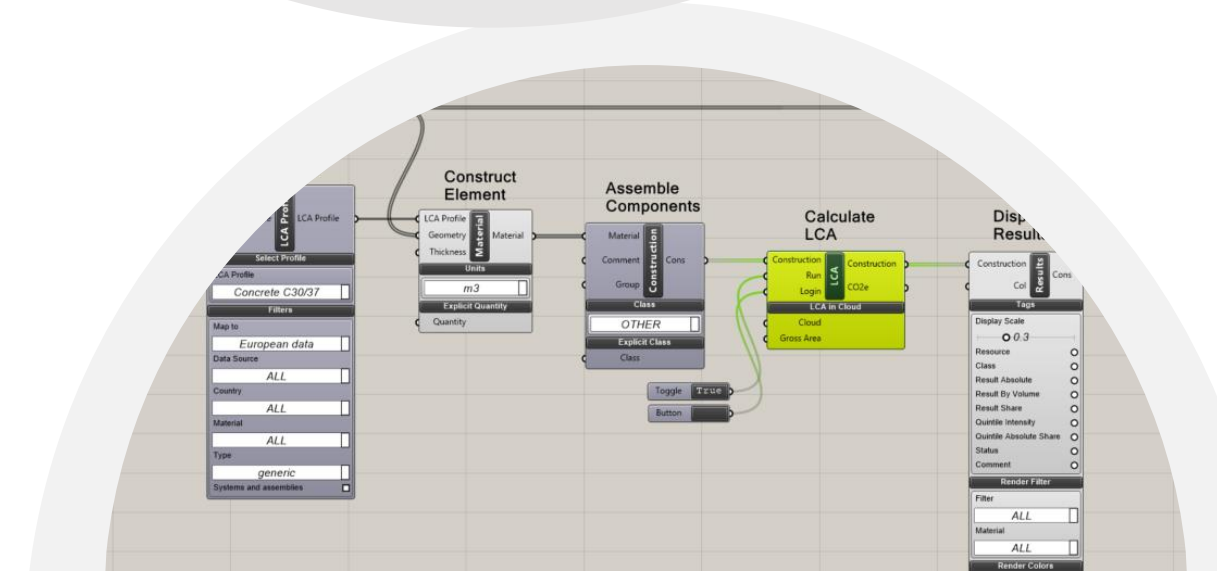 LCA Profile
Select Profile
LCA Profile
Concrete C30/37
Filters
Map to
European data
Data Source
ALL
Country
ALL
Material
ALL
Type
generic
Systems and assemblies
Construct
Element
LCA Profile
Geometry
Thickness
Material
Material
Units
m3
Explicit Quantity
Quantity
Assemble
Components
Material
Comment
Group
Construction
Cons
Class
OTHER
Explicit Class
Class
Toggle True
Button
Calculate
LCA
Construction
Run
Login
LCA
Construction
CO2e
LCA in Cloud
Cloud
Gross Area
Construction
Col
Results
Cons
Tags
Display Scale
0.3
Resource
Class
Result Absolute
Result By Volume
Result Share
Quintile Intensity
Quintile Absolute Share
Status
Comment
Render Filter
Filter
ALL
Material
ALL
Render Colors